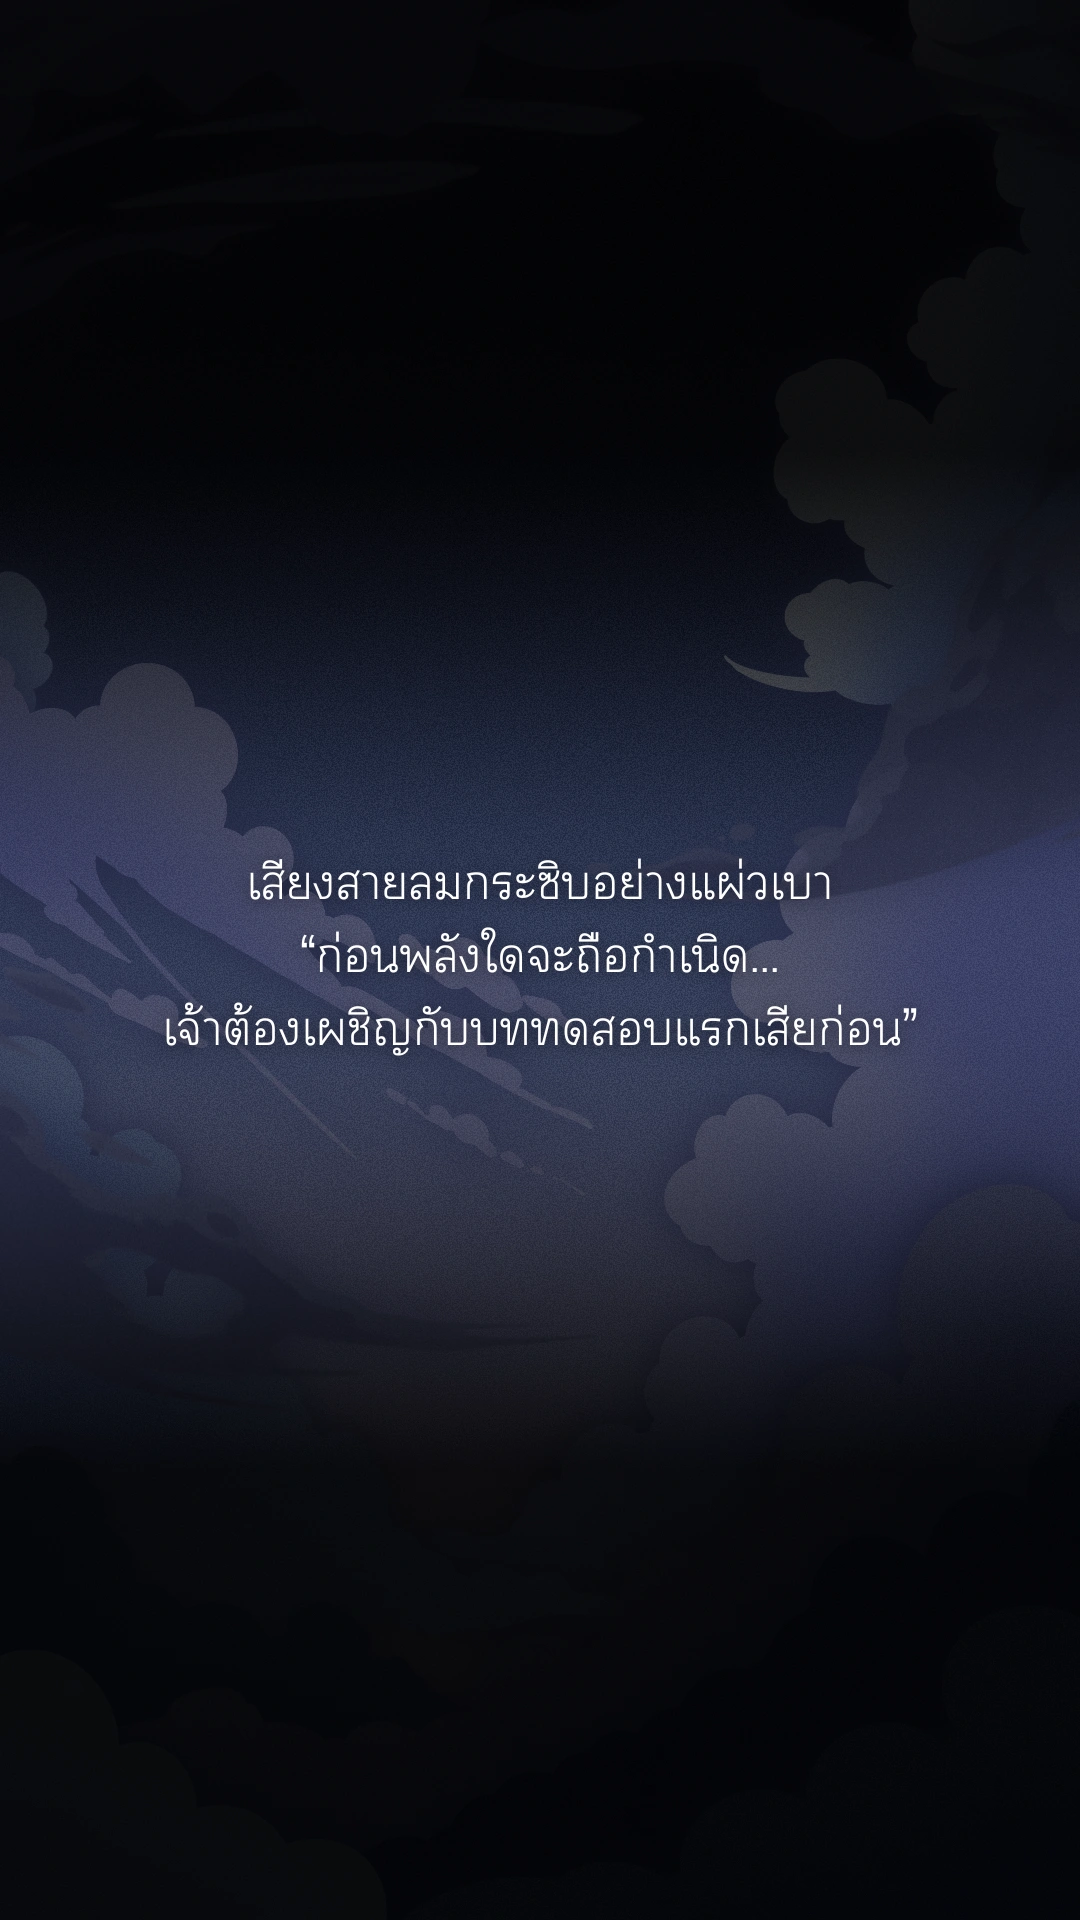 เสียงสายลมกระซิบอย่างแผ่วเบา
“ก่อนพลังใดจะถือกำเนิด...
เจ้าต้องเผชิญกับบททดสอบแรกเสียก่อน”